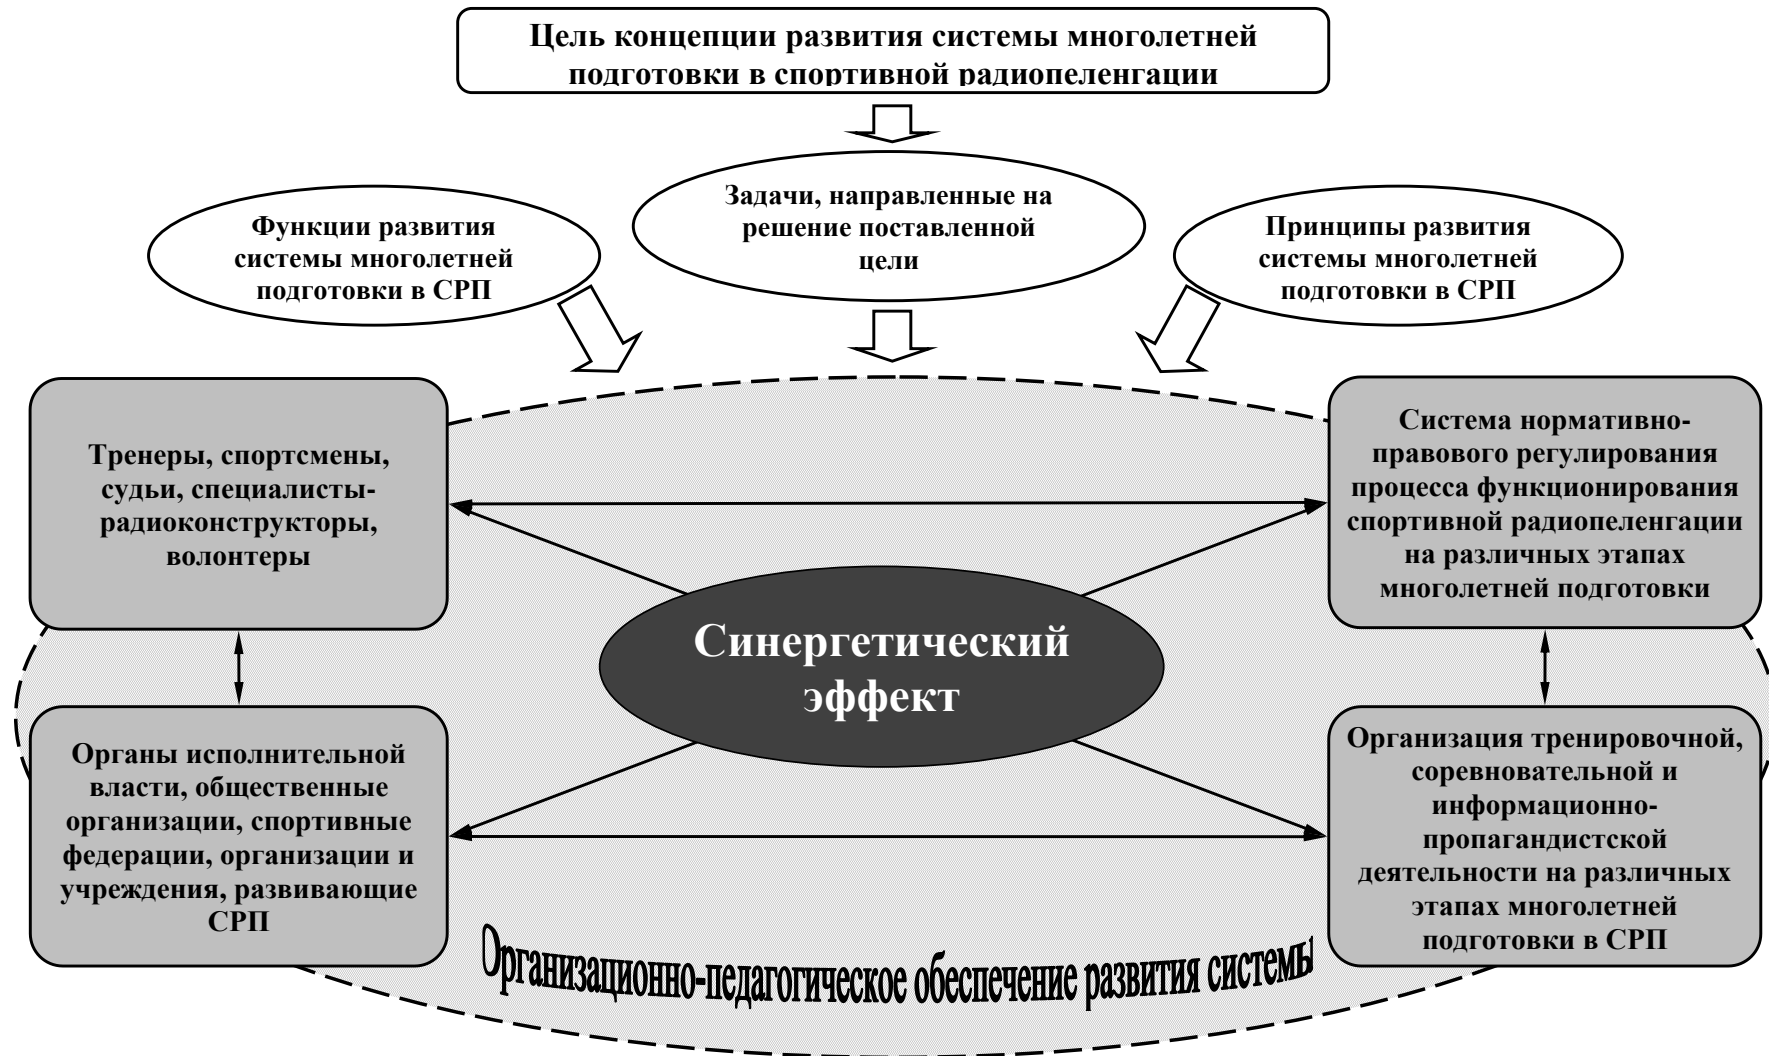 Цель концепции развития системы многолетней
подготовки в спортивной радиопеленгации
Задачи, направленные на
решение поставленной
цели
Функции развития
системы многолетней
подготовки в СРП
Принципы развития
системы многолетней
подготовки в СРП
Тренеры, спортсмены,
судьи, специалисты-
радиоконструкторы,
волонтеры
Система нормативно-
правового регулирования
процесса функционирования
спортивной радиопеленгации
на различных этапах
многолетней подготовки
Синергетический
эффект
Органы исполнительной
власти, общественные
организации, спортивные
федерации, организации и
учреждения, развивающие
СРП
Организация тренировочной,
соревновательной и
информационно-
пропагандистской
деятельности на различных
этапах многолетней
подготовки в СРП
Организационно-педагогическое обеспечение развития системы